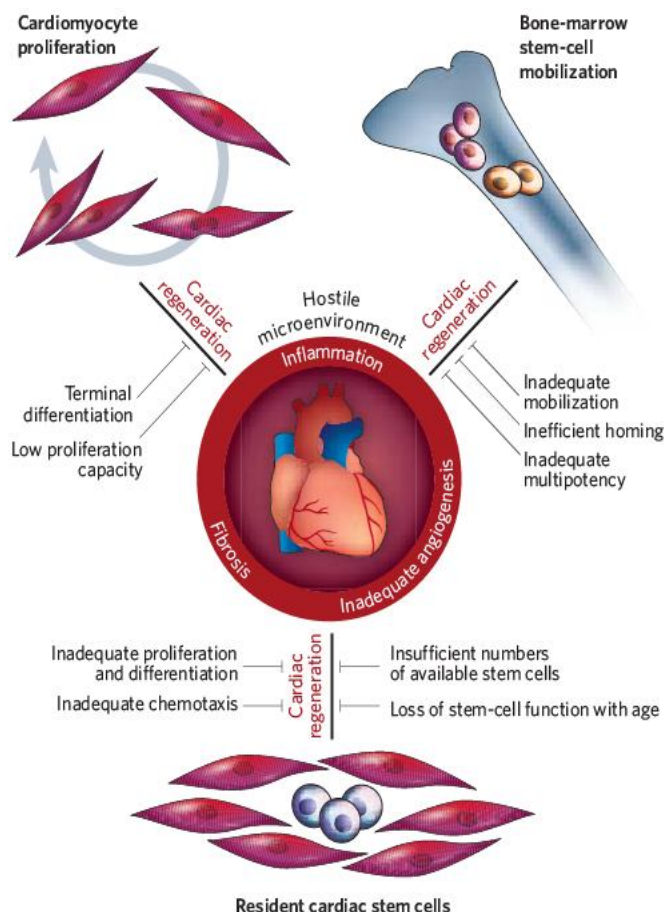 Cardiomyocyte
proliferation
Bone-marrow
stem-cell
mobilization
Cardiac
regeneration
Hostile
microenvironment
Cardiac
regeneration
Inflammation
Terminal
differentiation
Low proliferation
capacity
Inadequate
mobilization
Inefficient homing
Inadequate
multipotency
Fibrosis
Inadequate angiogenesis
Inadequate proliferation
and differentiation
Inadequate chemotaxis
Cardiac
regeneration
Insufficient numbers
of available stem cells
Loss of stem-cell function with age
Resident cardiac stem cells